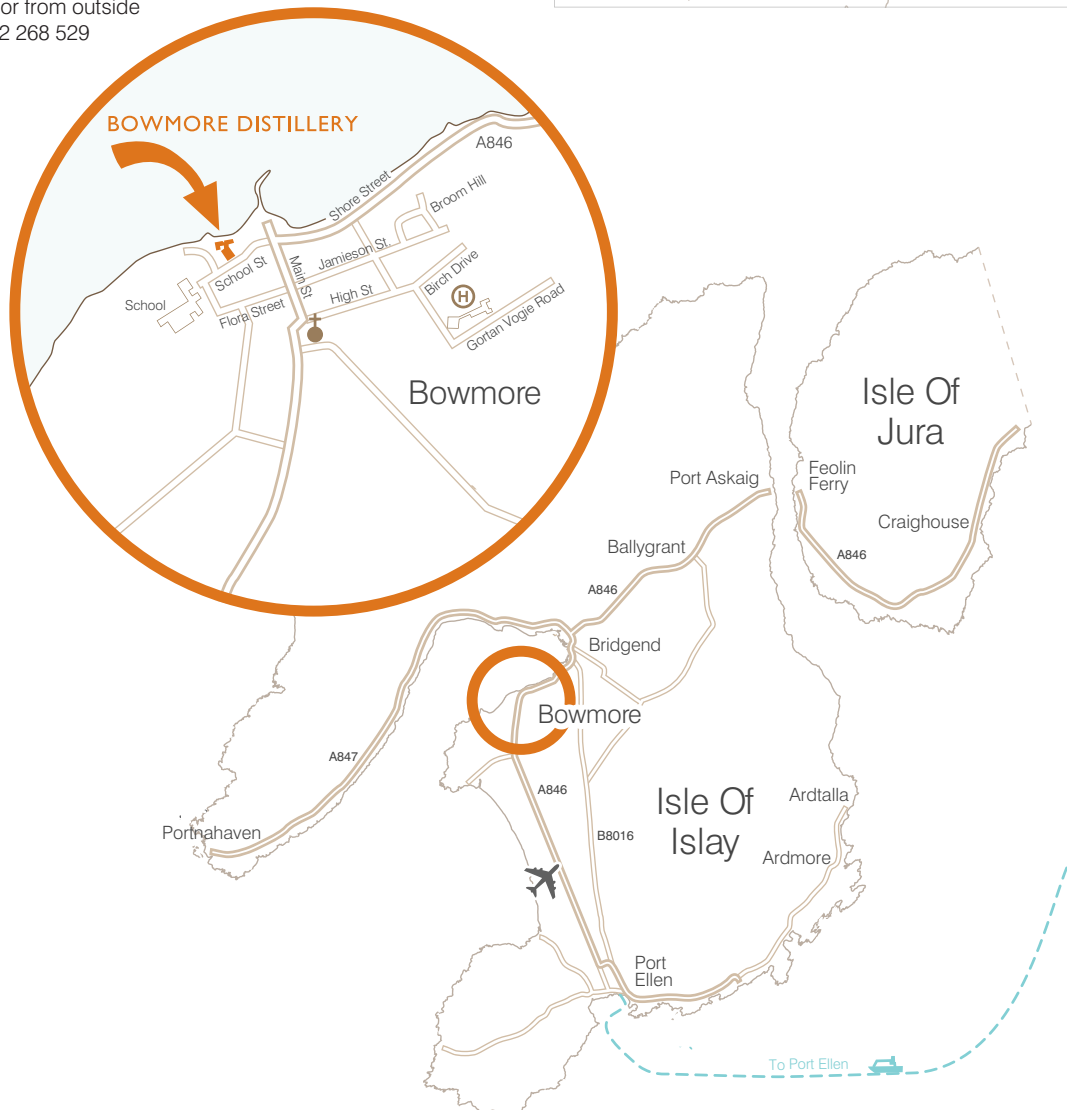 or from outside
2 268 529
BOWMORE DISTILLERY
A846
Shore Street
Broom Hill
Jamieson St.
School St
Main St
Birch Drive
High St
School
Flora Street
H
Gortan Vogie Road
Bowmore
Isle Of
Jura
Port Askaig
Feolin
Ferry
Craighouse
Ballygrant
A846
A846
Bridgend
Bowmore
A847
A846
Isle Of
Islay
Ardtalla
B8016
Portnahaven
Ardmore
Port
Ellen
To Port Ellen